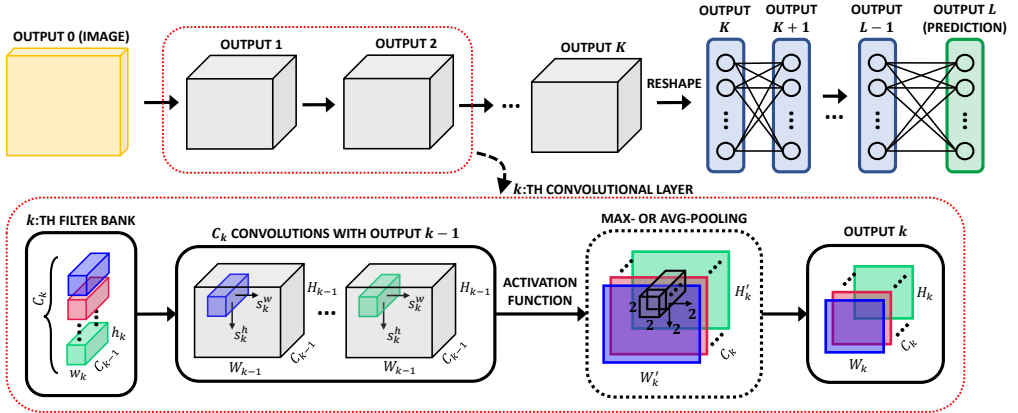 OUTPUT 0 (IMAGE)
OUTPUT 1
OUTPUT 2
...
OUTPUT K
RESHAPE
OUTPUT
K
OUTPUT
K + 1
...
OUTPUT
L − 1
OUTPUT L
(PREDICTION)
k:TH CONVOLUTIONAL LAYER
k:TH FILTER BANK
C_k
h_k
C_{k−1}
w_k
C_k CONVOLUTIONS WITH OUTPUT k − 1
s_k^w
s_k^h
H_{k−1}
W_{k−1}
C_{k−1}
...
s_k^w
s_k^h
H_{k−1}
W_{k−1}
C_{k−1}
ACTIVATION
FUNCTION
MAX- OR AVG-POOLING
2
2
2
2
H′_k
W′_k
C_k
OUTPUT k
H_k
W_k
C_k